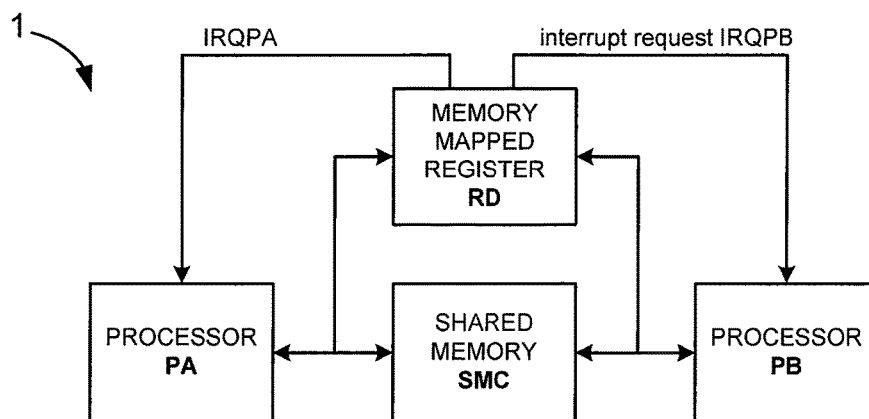 1
IRQPA
interrupt request IRQPB
MEMORY
MAPPED
REGISTER
RD
PROCESSOR
PA
SHARED
MEMORY
SMC
PROCESSOR
PB